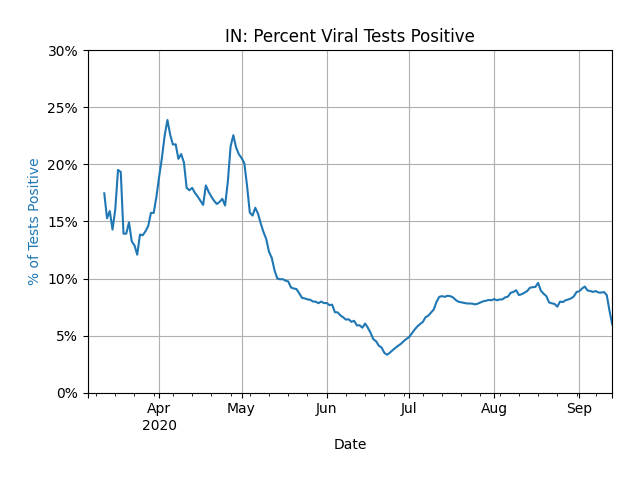 IN: Percent Viral Tests Positive
30%
25%
20%
15%
10%
5%
0%
% of Tests Positive
Apr May Jun Jul Aug Sep
2020
Date